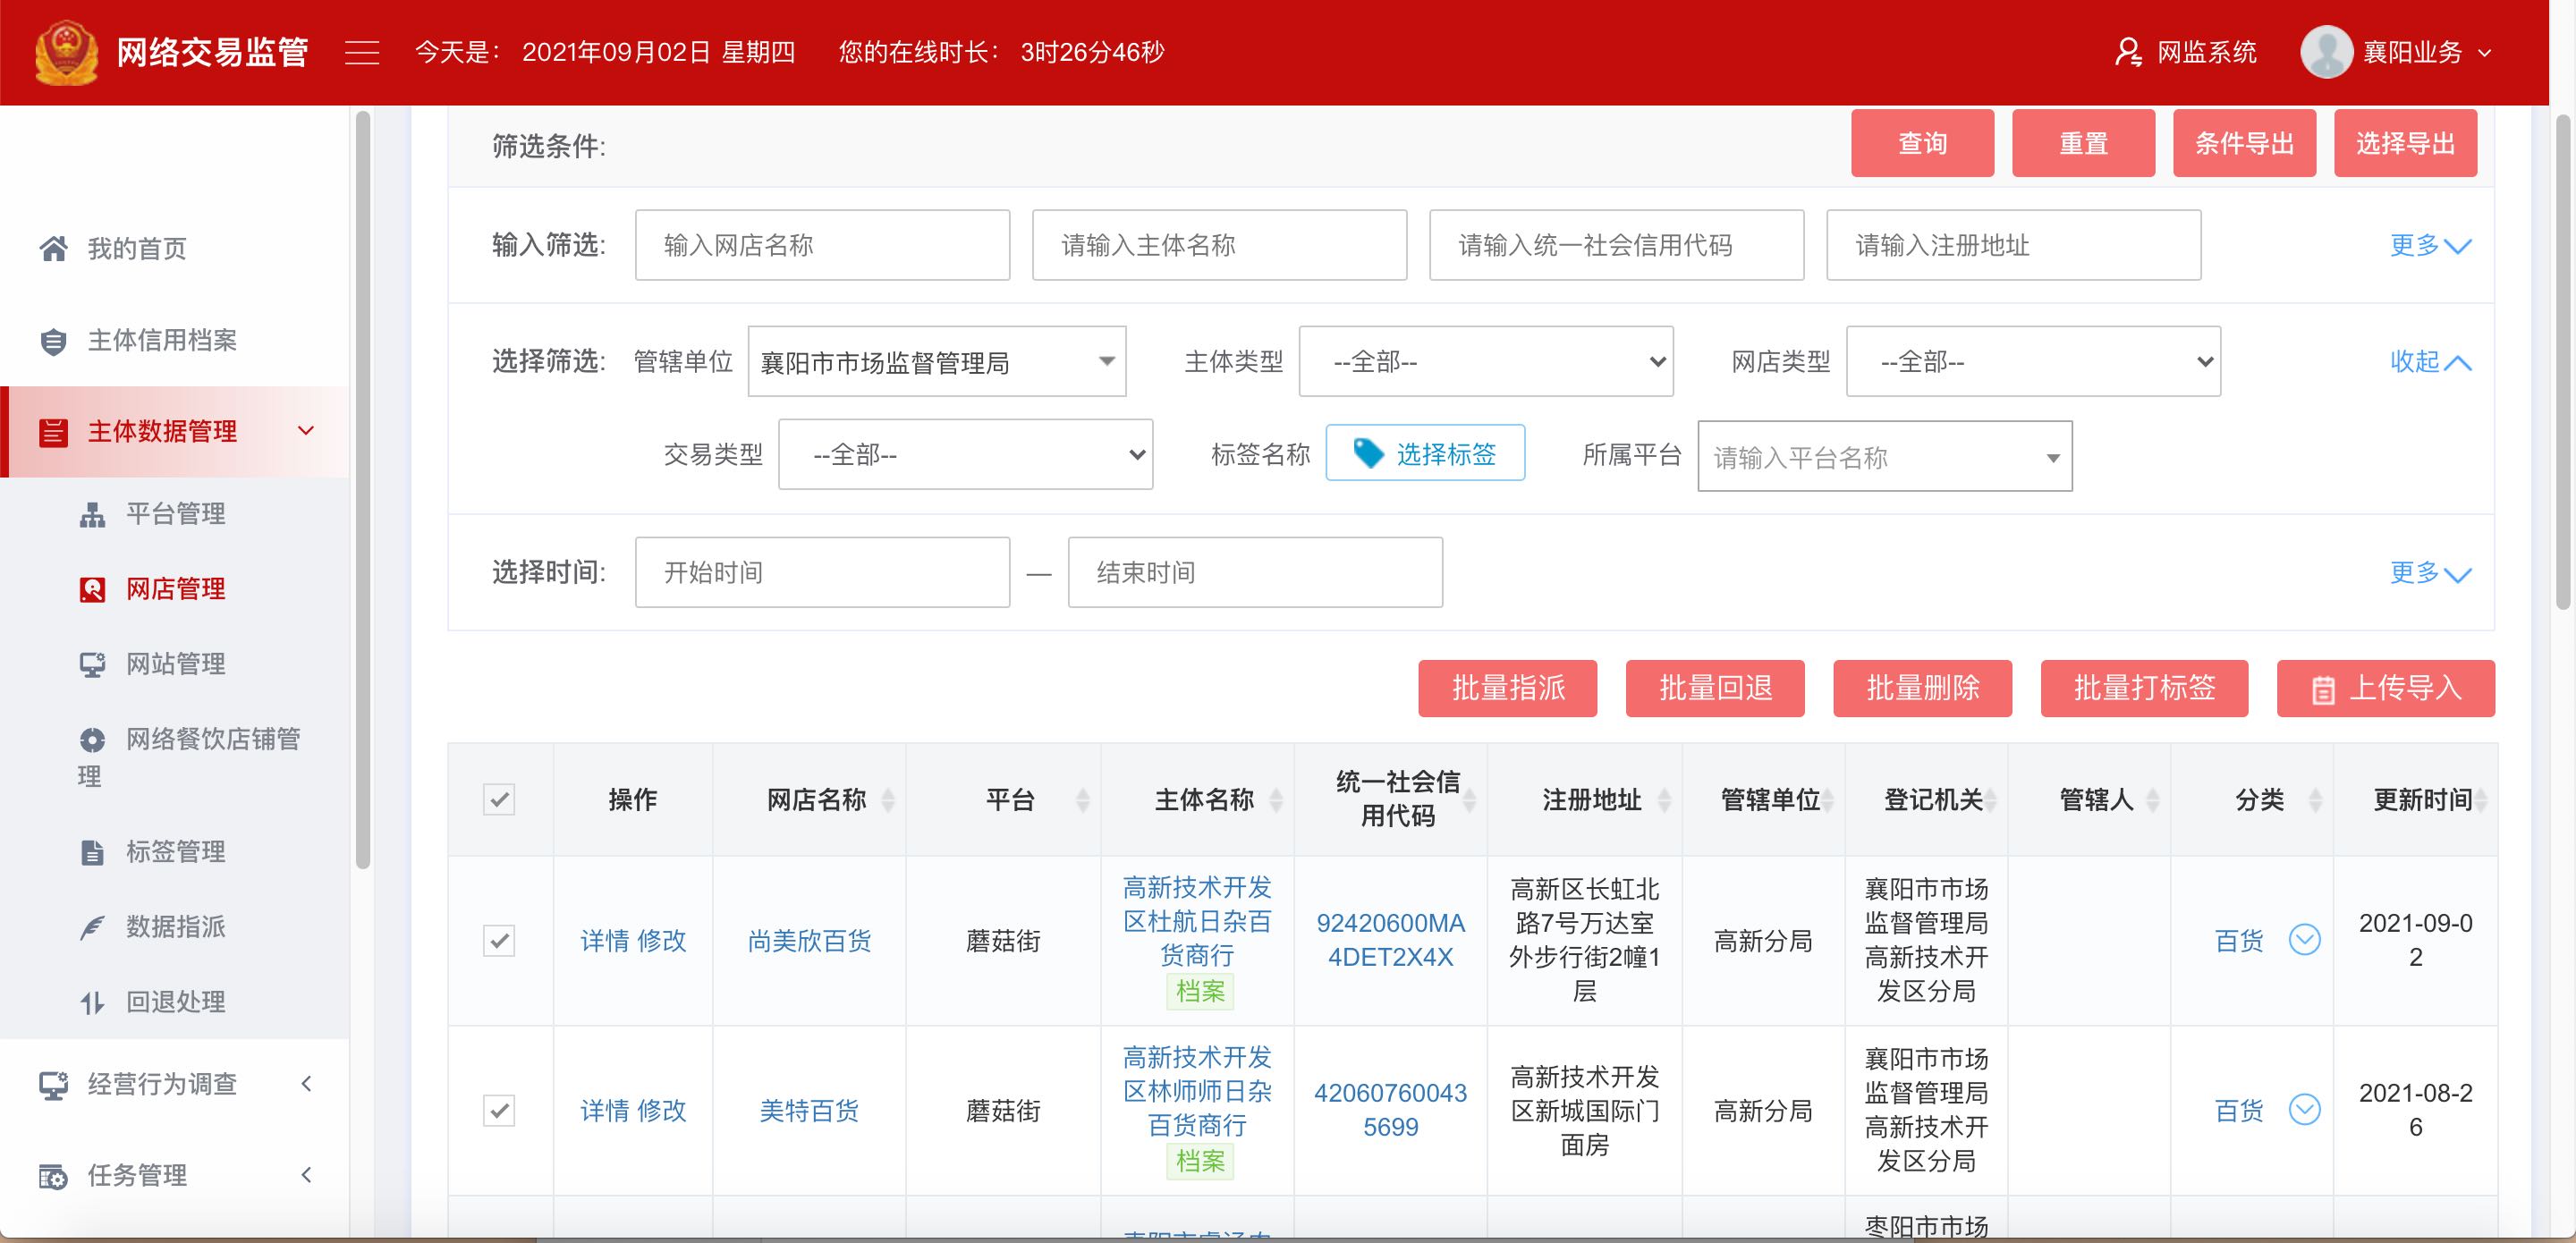 网络交易监管
今天是： 2021年09月02日 星期四 您的在线时长： 3时26分46秒
网监系统
襄阳业务
我的首页
主体信用档案
主体数据管理
平台管理
网店管理
网站管理
网络餐饮店铺管
理
标签管理
数据指派
回退处理
经营行为调查
任务管理
筛选条件:
查询 重置 条件导出 选择导出
输入筛选: 输入网店名称 请输入主体名称 请输入统一社会信用代码 请输入注册地址 更多
选择筛选: 管辖单位 襄阳市市场监督管理局 主体类型 --全部-- 网店类型 --全部-- 收起
交易类型 --全部-- 标签名称 选择标签 所属平台 请输入平台名称
选择时间: 开始时间 — 结束时间 更多
批量指派 批量回退 批量删除 批量打标签 上传导入
操作
网店名称
平台
主体名称
统一社会信
用代码
注册地址
管辖单位
登记机关
管辖人
分类
更新时间
详情 修改
尚美欣百货
蘑菇街
高新技术开发
区杜航日杂百
货商行
档案
92420600MA
4DET2X4X
高新区长虹北
路7号万达室
外步行街2幢1
层
高新分局
襄阳市市场
监督管理局
高新技术开
发区分局
百货
2021-09-0
2
详情 修改
美特百货
蘑菇街
高新技术开发
区林师师日杂
百货商行
档案
42060760043
5699
高新技术开发
区新城国际门
面房
高新分局
襄阳市市场
监督管理局
高新技术开
发区分局
百货
2021-08-2
6
枣阳市市场